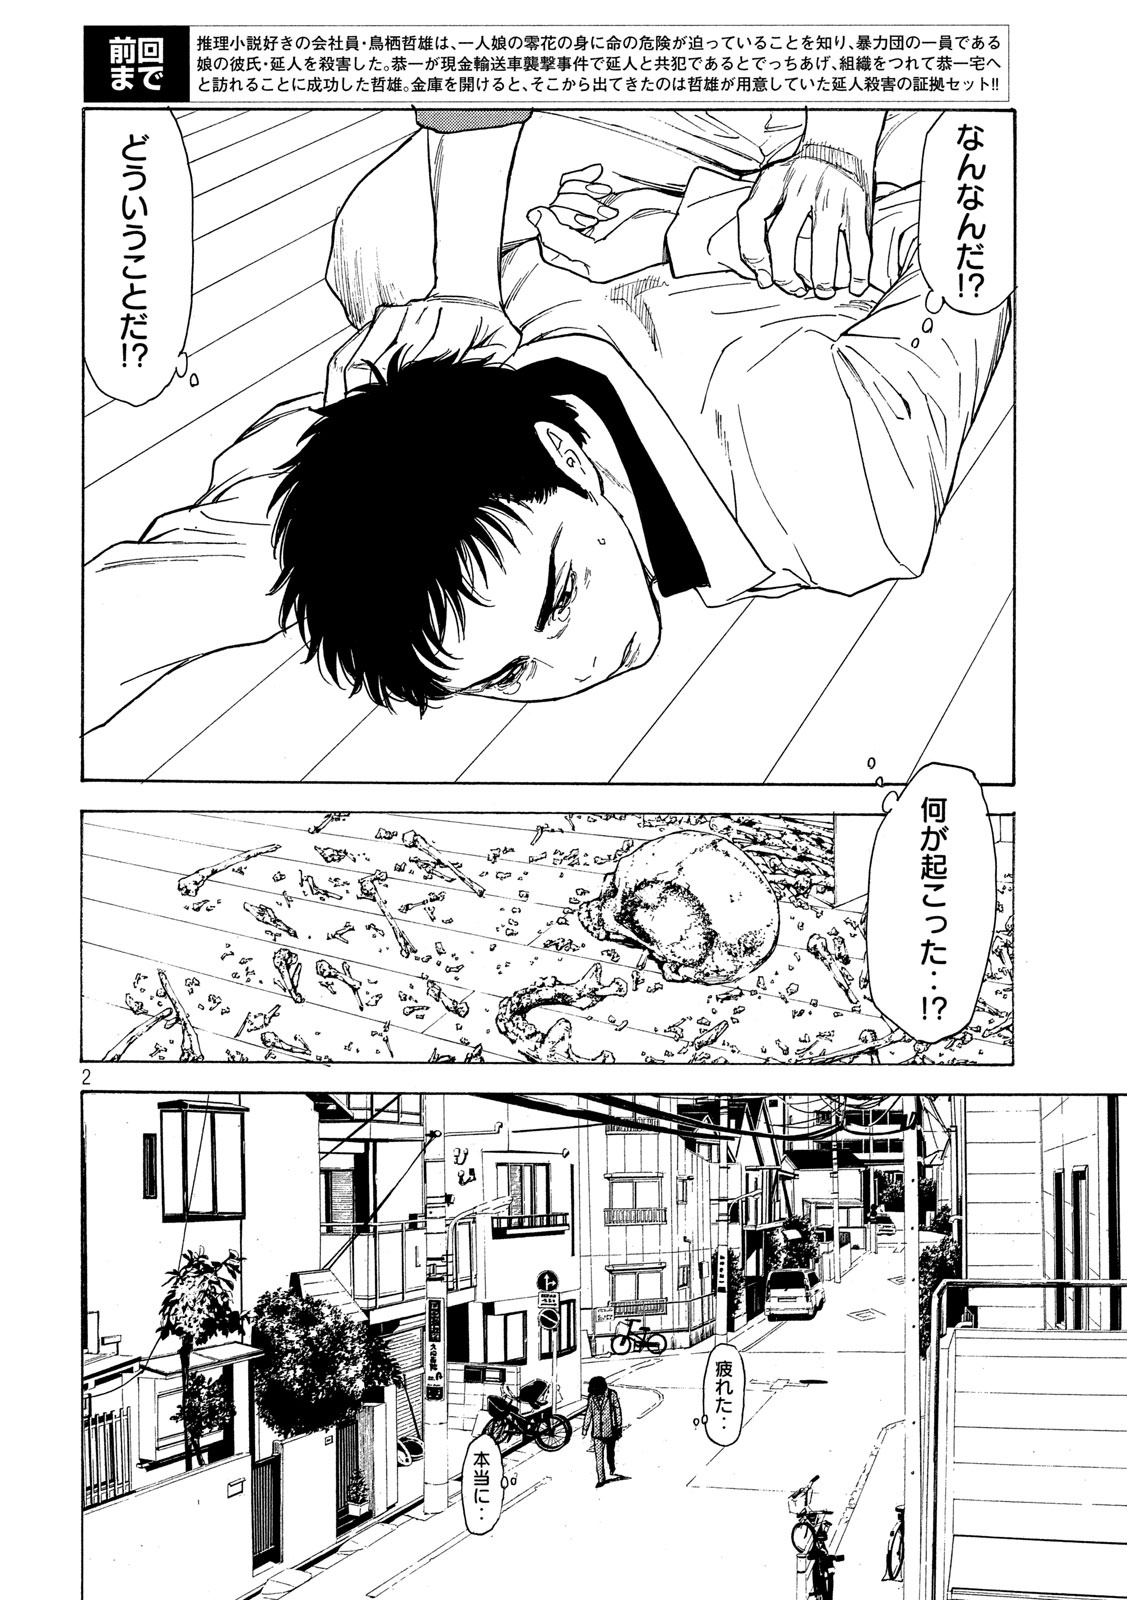 前回まで
推理小説好きの会社員・鳥栖哲雄は、一人娘の零花の身に命の危険が迫っていることを知り、暴力団の一員である
娘の彼氏・延人を殺害した。恭一が現金輸送車襲撃事件で延人と共犯であるとでっちあげ、組織をつれて恭一宅へ
と訪れることに成功した哲雄。金庫を開けると、そこから出てきたのは哲雄が用意していた延人殺害の証拠セット!!
なんなんだ!?
どういうことだ!?
何が起こった‥!?
2
疲れた‥
本当に‥